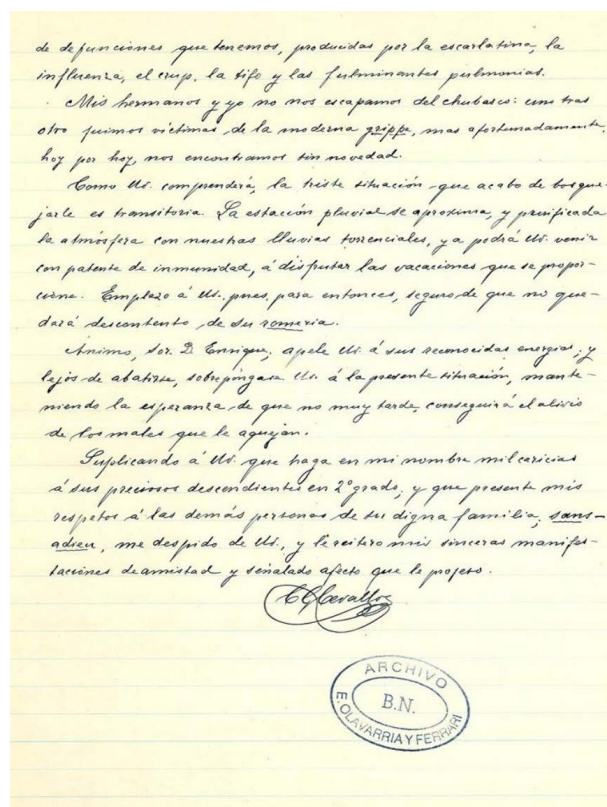 de defunciones que tenemos, producidas por la escarlatina, la
influenza, el crup, la tifo y las fulminantes pulmonías.
Mis hermanos y yo no nos escapamos del chubasco: uno tras
otro fuimos víctimas de la moderna grippe, mas afortunadamente,
hoy por hoy, nos encontramos sin novedad.
Como Ud. comprenderá, la triste situación que acabo de bosque-
jarle es transitoria. La estación pluvial se aproxima, y purificada
la atmósfera con nuestras lluvias torrenciales, ya podrá Ud. venir
con patente de inmunidad, á disfrutar las vacaciones que se propor-
cione. Emplazo á Ud., pues, para entonces, seguro de que no que-
dará descontento de su romería.
Ánimo, Sor. D. Enrique, apele Ud. á sus reconocidas energías, y
lejos de abatirse, sobrepóngase Ud. á la presente situación, mante-
niendo la esperanza de que no muy tarde, conseguirá el alivio
de los males que le aquejan.
Suplicando á Ud. que haga en mi nombre mil caricias
á sus preciosos descendientes en 2º grado, y que presente mis
respetos á las demás personas de su digna familia, sans-
adieu, me despido de Ud., y le reitero mis sinceras manifes-
taciones de amistad y señalado afecto que le profeso.
Cevallos
ARCHIVO
B.N.
E. OLAVARRIA Y FERRARI